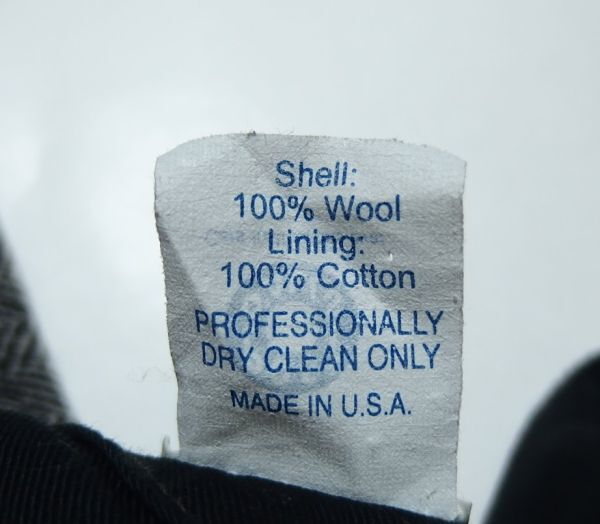 Shell:
100% Wool
Lining:
100% Cotton
PROFESSIONALLY
DRY CLEAN ONLY
MADE IN U.S.A.